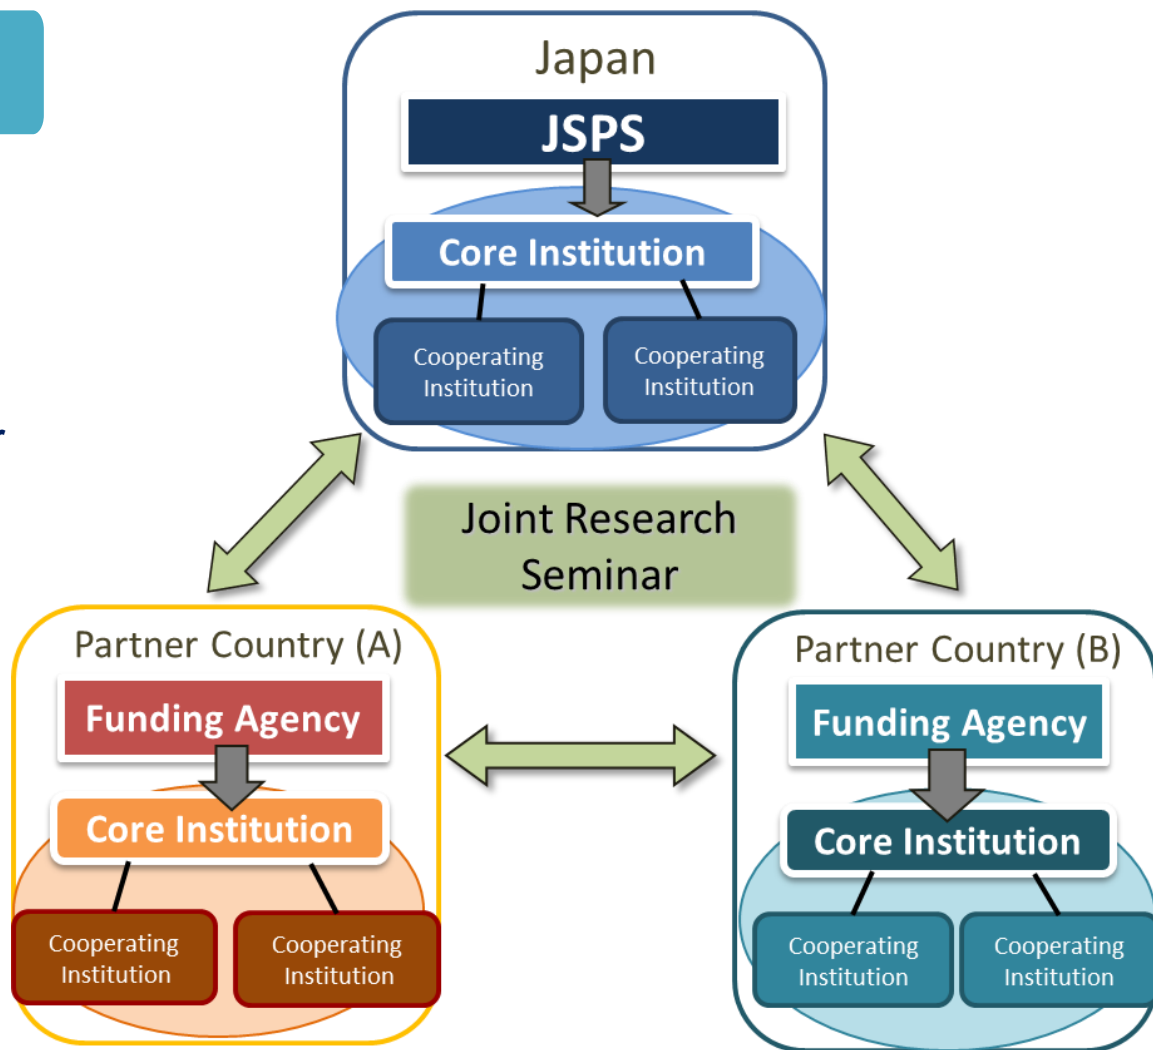 Japan
JSPS
Core Institution
Cooperating
Institution
Cooperating
Institution
Joint Research
Seminar
Partner Country (A)
Funding Agency
Core Institution
Cooperating
Institution
Cooperating
Institution
Partner Country (B)
Funding Agency
Core Institution
Cooperating
Institution
Cooperating
Institution